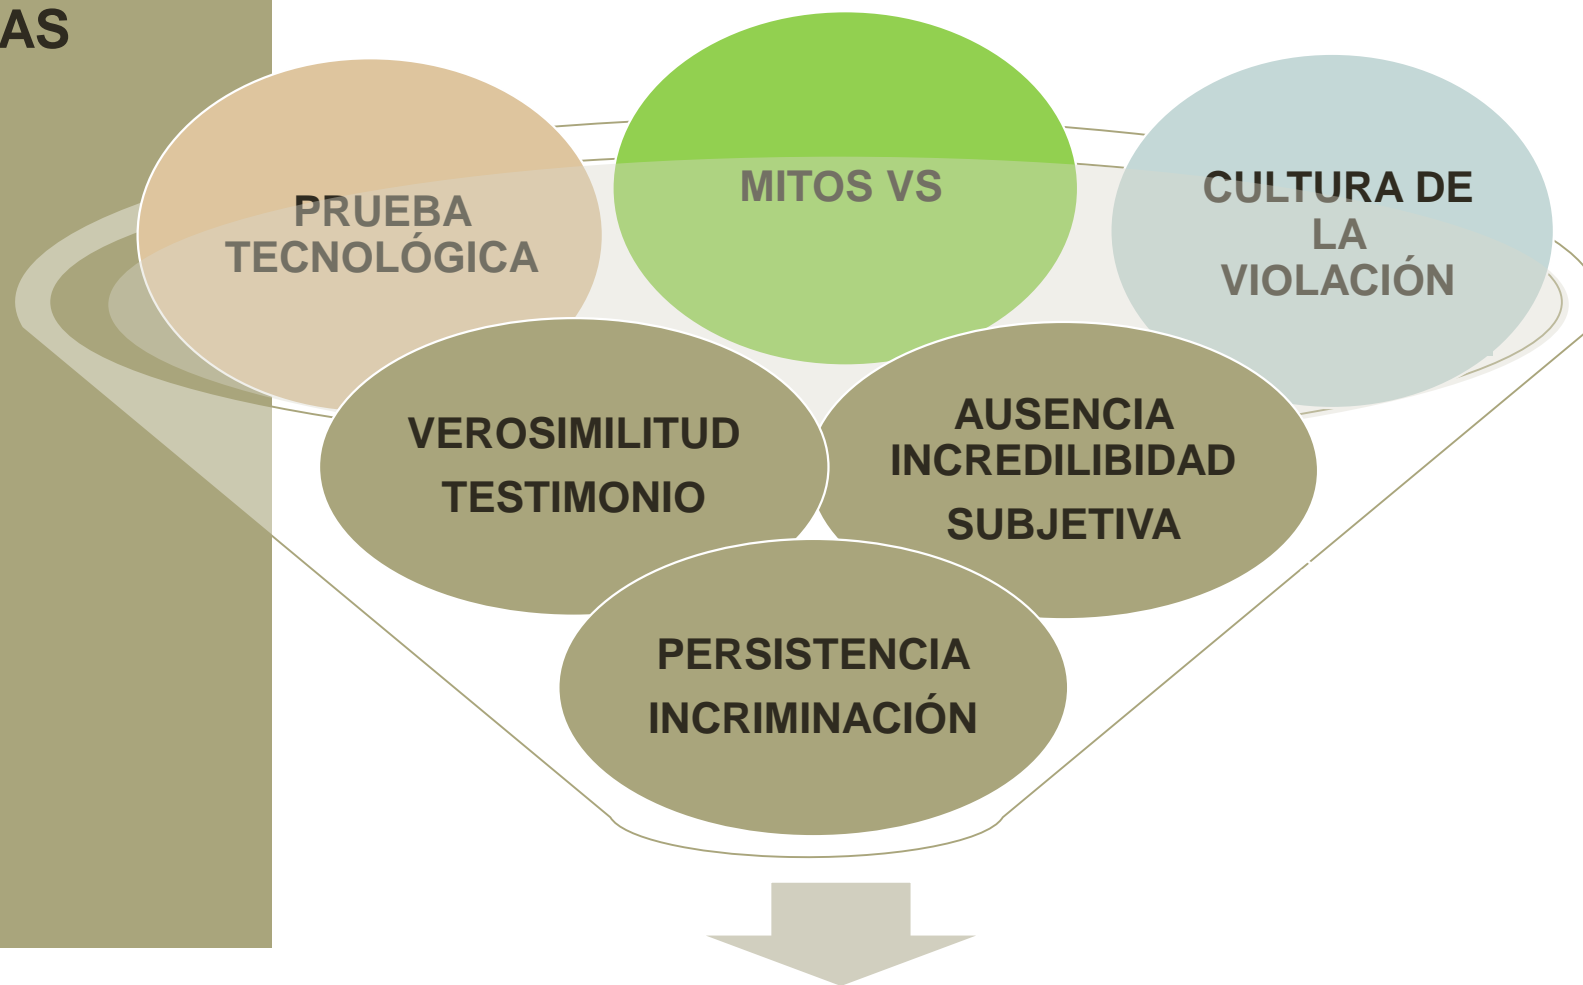 AS
PRUEBA
TECNOLÓGICA
MITOS VS
CULTURA DE
LA
VIOLACIÓN
VEROSIMILITUD
TESTIMONIO
AUSENCIA
INCREDILIBIDAD
SUBJETIVA
PERSISTENCIA
INCRIMINACIÓN